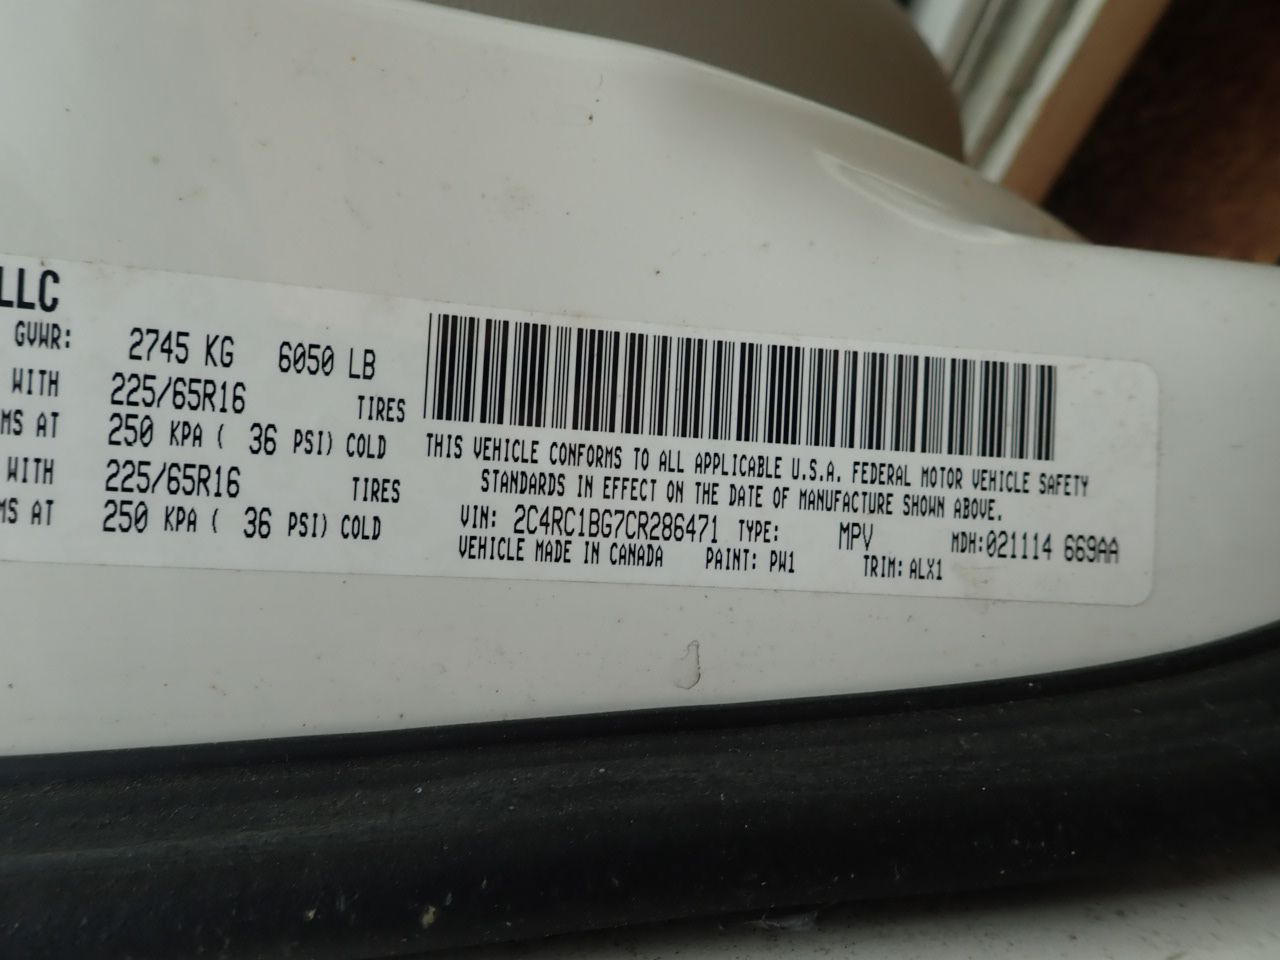 LLC
GVWR: 2745 KG 6050 LB
WITH 225/65R16 TIRES
MS AT 250 KPA ( 36 PSI) COLD
WITH 225/65R16 TIRES
MS AT 250 KPA ( 36 PSI) COLD
THIS VEHICLE CONFORMS TO ALL APPLICABLE U.S.A. FEDERAL MOTOR VEHICLE SAFETY
STANDARDS IN EFFECT ON THE DATE OF MANUFACTURE SHOWN ABOVE.
VIN: 2C4RC1BG7CR286471 TYPE: MPV MDH:021114 669AA
VEHICLE MADE IN CANADA PAINT: PW1 TRIM: ALX1